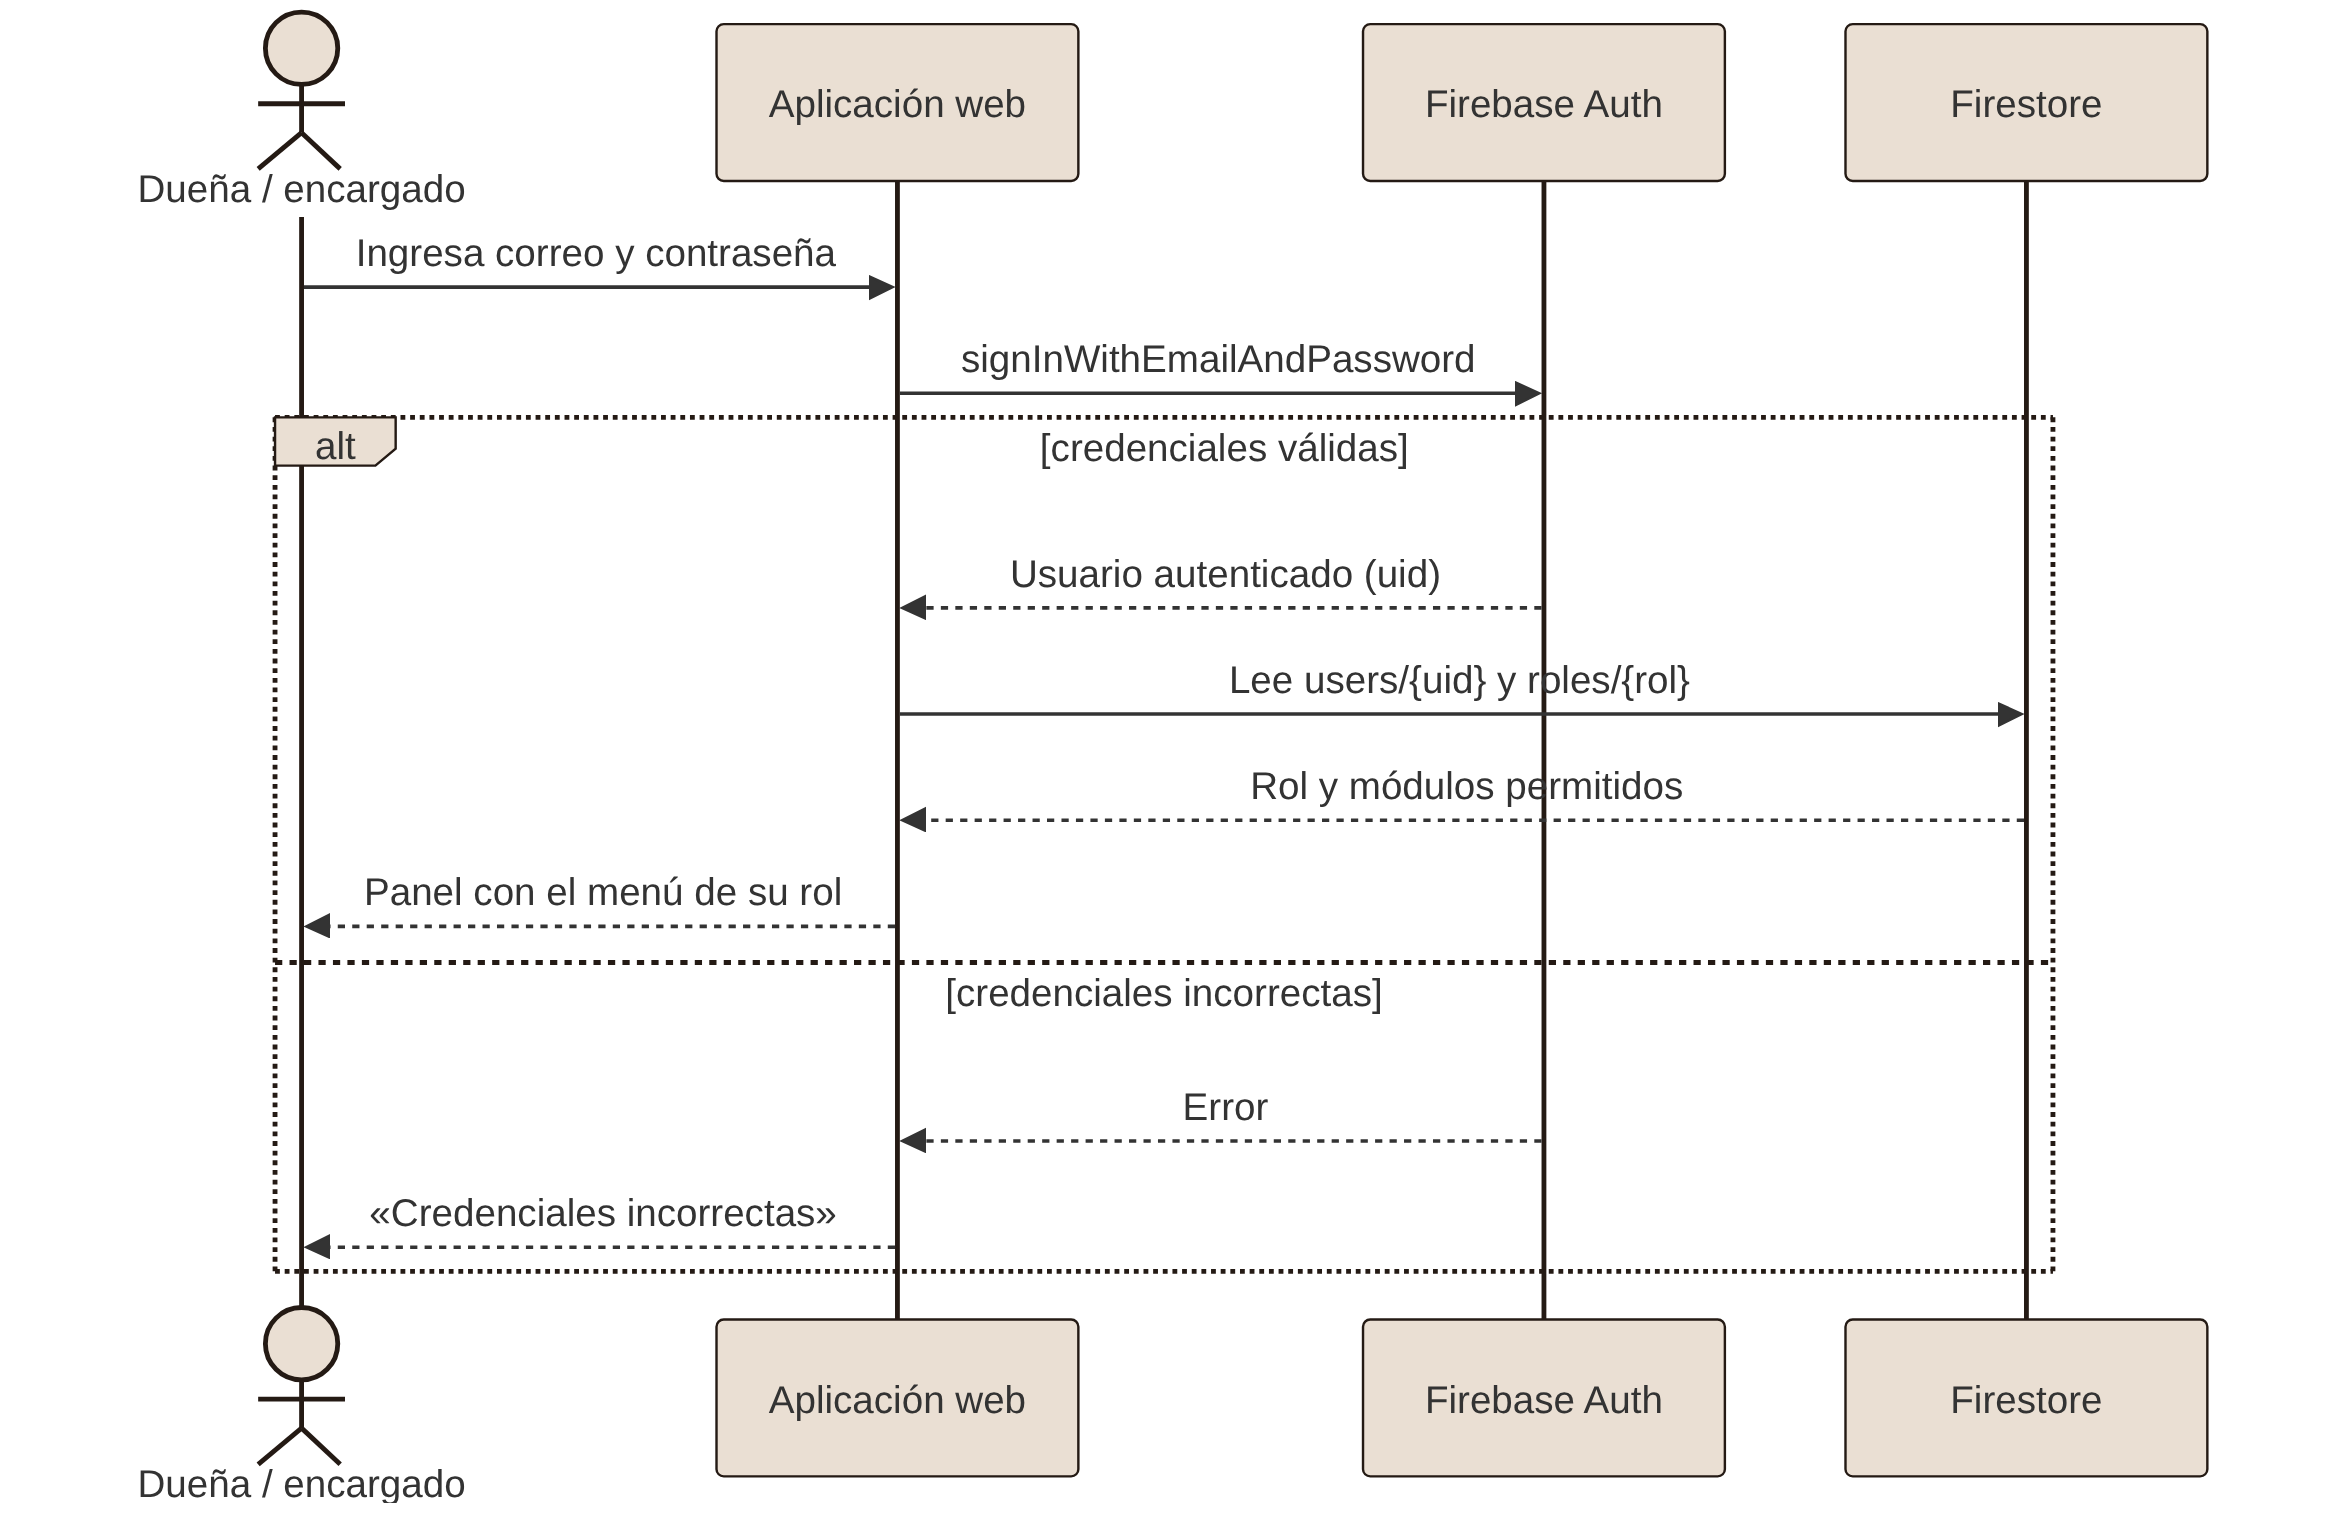 Dueña / encargado
Aplicación web
Firebase Auth
Firestore
Ingresa correo y contraseña
signInWithEmailAndPassword
alt
[credenciales válidas]
Usuario autenticado (uid)
Lee users/{uid} y roles/{rol}
Rol y módulos permitidos
Panel con el menú de su rol
[credenciales incorrectas]
Error
«Credenciales incorrectas»
Dueña / encargado
Aplicación web
Firebase Auth
Firestore